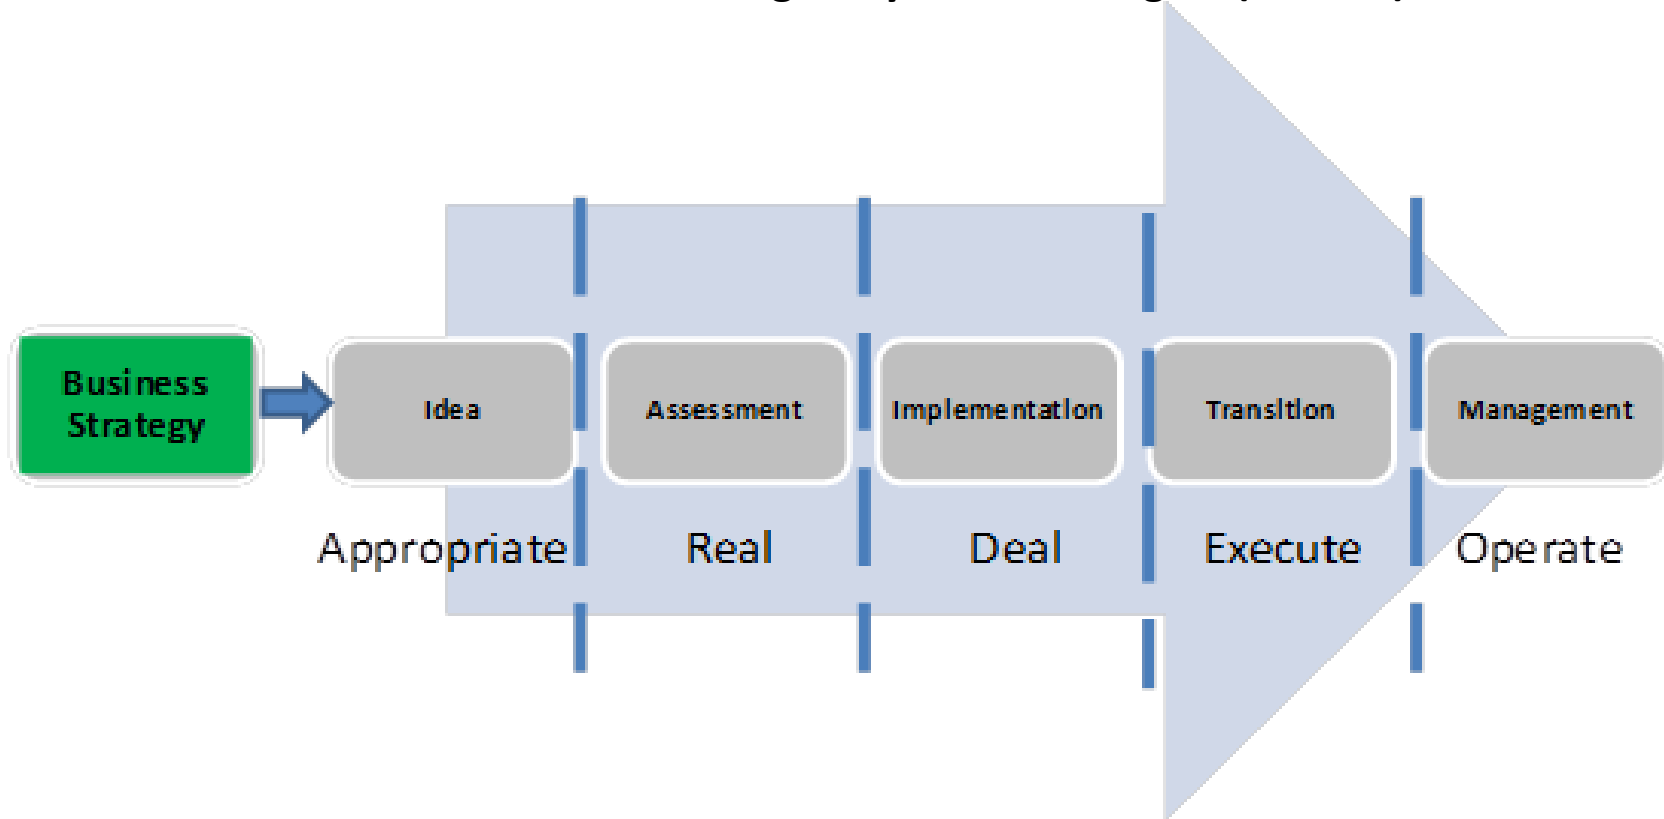 Business
Strategy
Idea
Assessment
Implementation
Transition
Management
Appropriate
Real
Deal
Execute
Operate